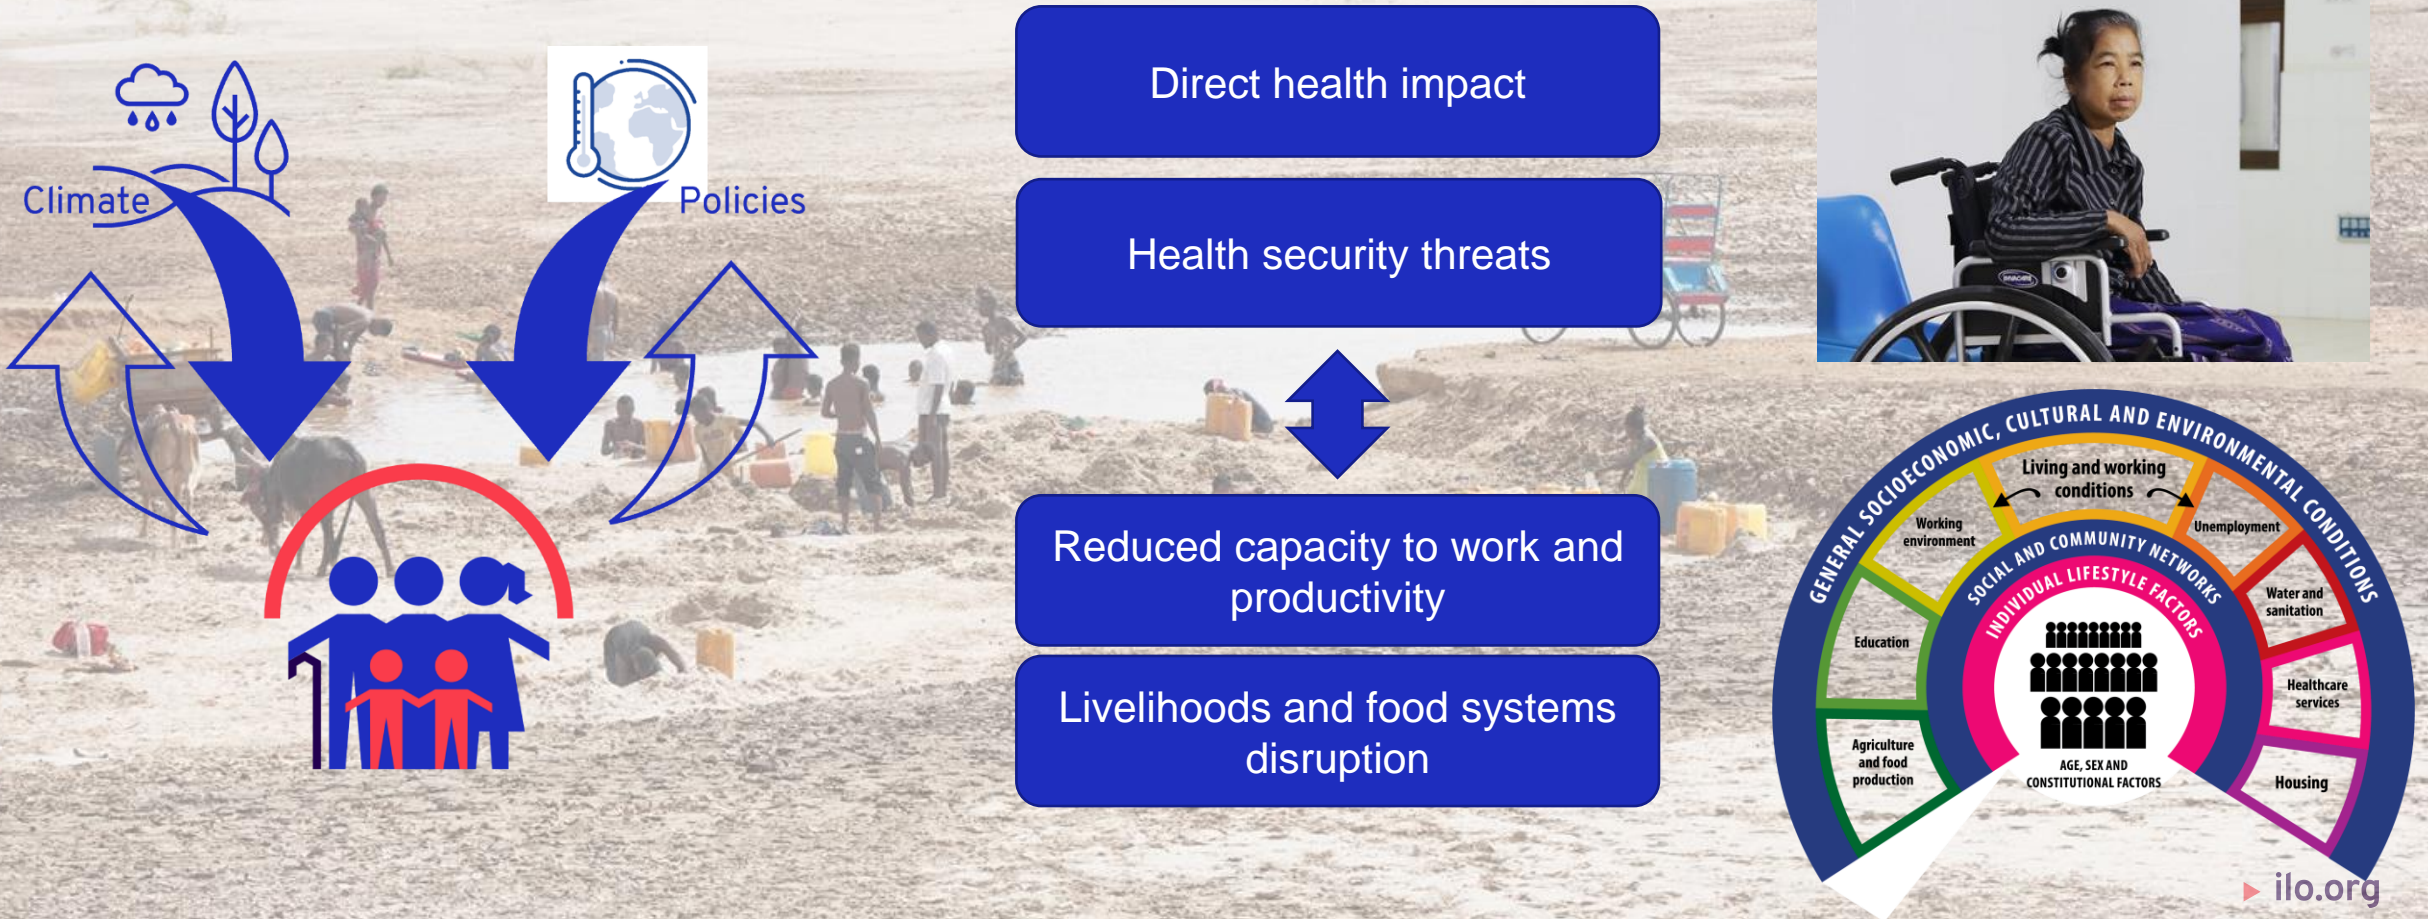 Climate
Policies
Direct health impact
Health security threats
Reduced capacity to work and
productivity
Livelihoods and food systems
disruption
INVACARE
GENERAL SOCIOECONOMIC, CULTURAL AND ENVIRONMENTAL CONDITIONS
Living and working
conditions
Working
environment
Unemployment
SOCIAL AND COMMUNITY NETWORKS
INDIVIDUAL LIFESTYLE FACTORS
Water and
sanitation
Education
Healthcare
services
Agriculture
and food
production
AGE, SEX AND
CONSTITUTIONAL FACTORS
Housing
ilo.org